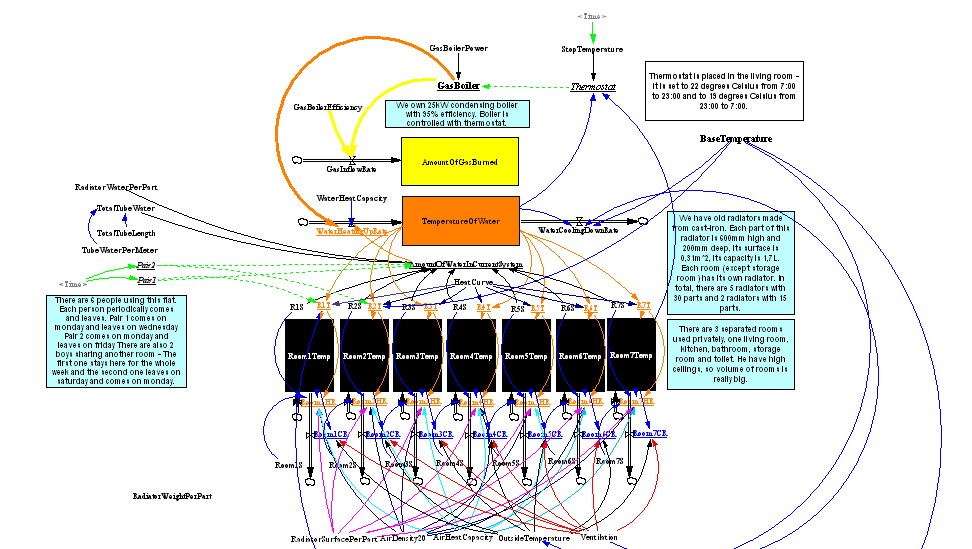 <Time>
GasBoilerPower
StopTemperature
GasBoiler
Thermostat
Thermostat is placed in the living room -
It is set to 22 degrees Celsius from 7:00
to 23:00 and to 19 degrees Celsius from
23:00 to 7:00.
GasBoilerEfficiency
We own 25kW condensing boiler
with 95% efficiency. Boiler is
controlled with thermostat.
BaseTemperature
AmountOfGasBurned
GasInflowRate
RadiatorWaterPerPart
WaterHeatCapacity
TotalTubeWater
TemperatureOfWater
WaterHeatingUpRate
WaterCoolingDownRate
TotalTubeLength
TubeWaterPerMeter
We have old radiators made
from cast-iron. Each part of this
radiator is 600mm high and
200mm deep, its surface is
0,31m^2, its capacity is 1,7L.
Each room (except storage
room) has its own radiator. In
total, there are 5 radiators with
30 parts and 2 radiators with 15
parts.
Pair2
Pair1
<Time>
AmountOfWaterInCurrentSystem
HeatCurve
There are 6 people using this flat.
Each person periodically comes
and leaves. Pair 1 comes on
monday and leaves on wednesday
Pair 2 comes on monday and
leaves on friday There are also 2
boys sharing another room - The
first one stays here for the whole
week and the second one leaves on
saturday and comes on monday.
R1S R1T R2S R2T R3S R3T R4S R4T R5S R5T R6S R6T R7S R7T
Room1Temp Room2Temp Room3Temp Room4Temp Room5Temp Room6Temp Room7Temp
There are 3 separated rooms
used privately, one living room,
kitchen, bathroom, storage
room and toilet. He have high
ceilings, so volume of rooms is
really big.
Room1HR
Room1CR Room2CR Room3CR Room4CR Room5CR Room6CR Room7CR
Room1S Room2S Room3S Room4S Room5S Room6S Room7S
RadiatorWeightPerPart
RadiatorSurfacePerPart AirDensity20 AirHeatCapacity OutsideTemperature Ventilation